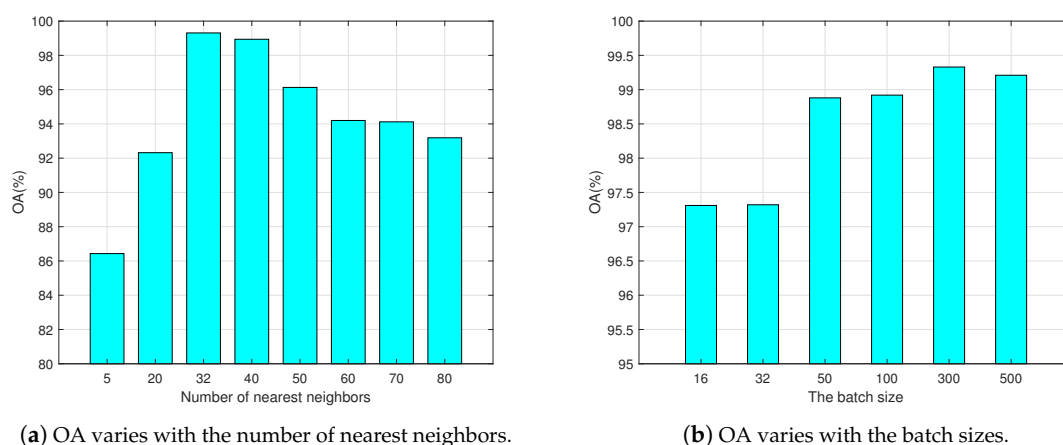 100
98
96
94
92
90
88
86
84
82
80
OA(%)
5 20 32 40 50 60 70 80
Number of nearest neighbors
(a) OA varies with the number of nearest neighbors.
100
99.5
99
98.5
98
97.5
97
96.5
96
95.5
95
OA(%)
16 32 50 100 300 500
The batch size
(b) OA varies with the batch sizes.